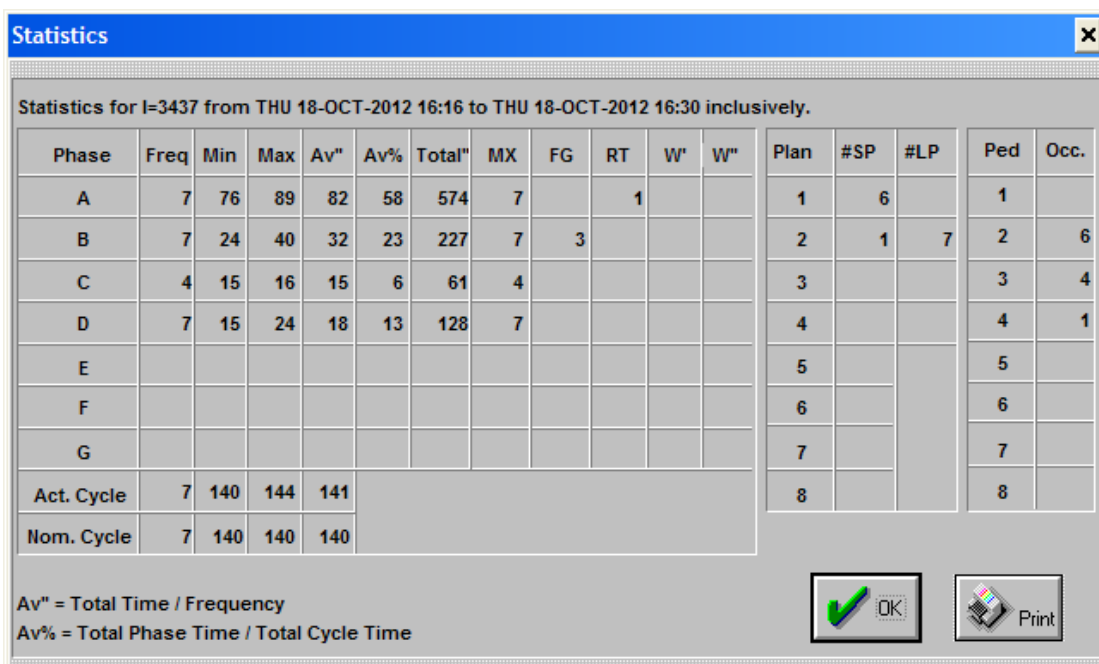 Statistics
Statistics for I=3437 from THU 18-OCT-2012 16:16 to THU 18-OCT-2012 16:30 inclusively.
Phase Freq Min Max Av" Av% Total" MX FG RT W' W" Plan #SP #LP Ped Occ.
A 7 76 89 82 58 574 7 1 1 6 1
B 7 24 40 32 23 227 7 3 2 1 7 2 6
C 4 15 16 15 6 61 4 3 3 4
D 7 15 24 18 13 128 7 4 4 1
E 5 5
F 6 6
G 7 7
Act. Cycle 7 140 144 141 8 8
Nom. Cycle 7 140 140 140
Av" = Total Time / Frequency
Av% = Total Phase Time / Total Cycle Time
OK
Print